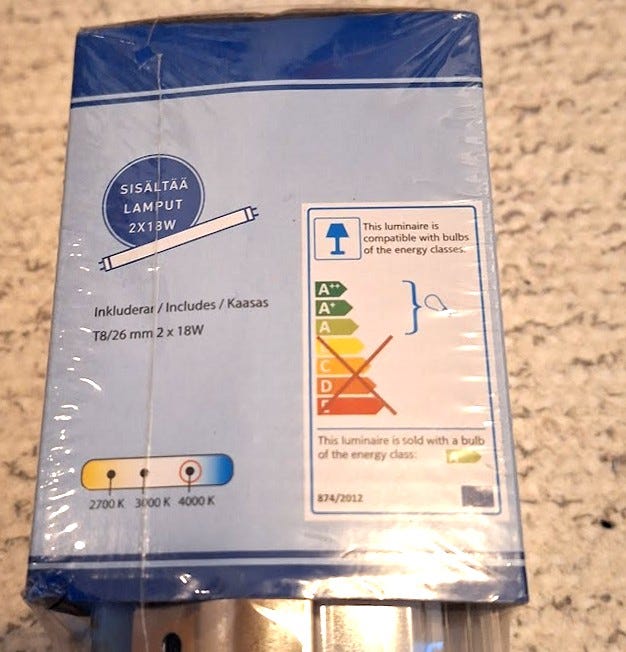 SISÄLTÄÄ
LAMPUT
2X18W
Inkluderar / Includes / Kaasas
T8/26 mm 2 x 18W
2700 K 3000 K 4000 K
This luminaire is
compatible with bulbs
of the energy classes:
A++
A+
A
C
D
E
This luminaire is sold with a bulb
of the energy class:
874/2012